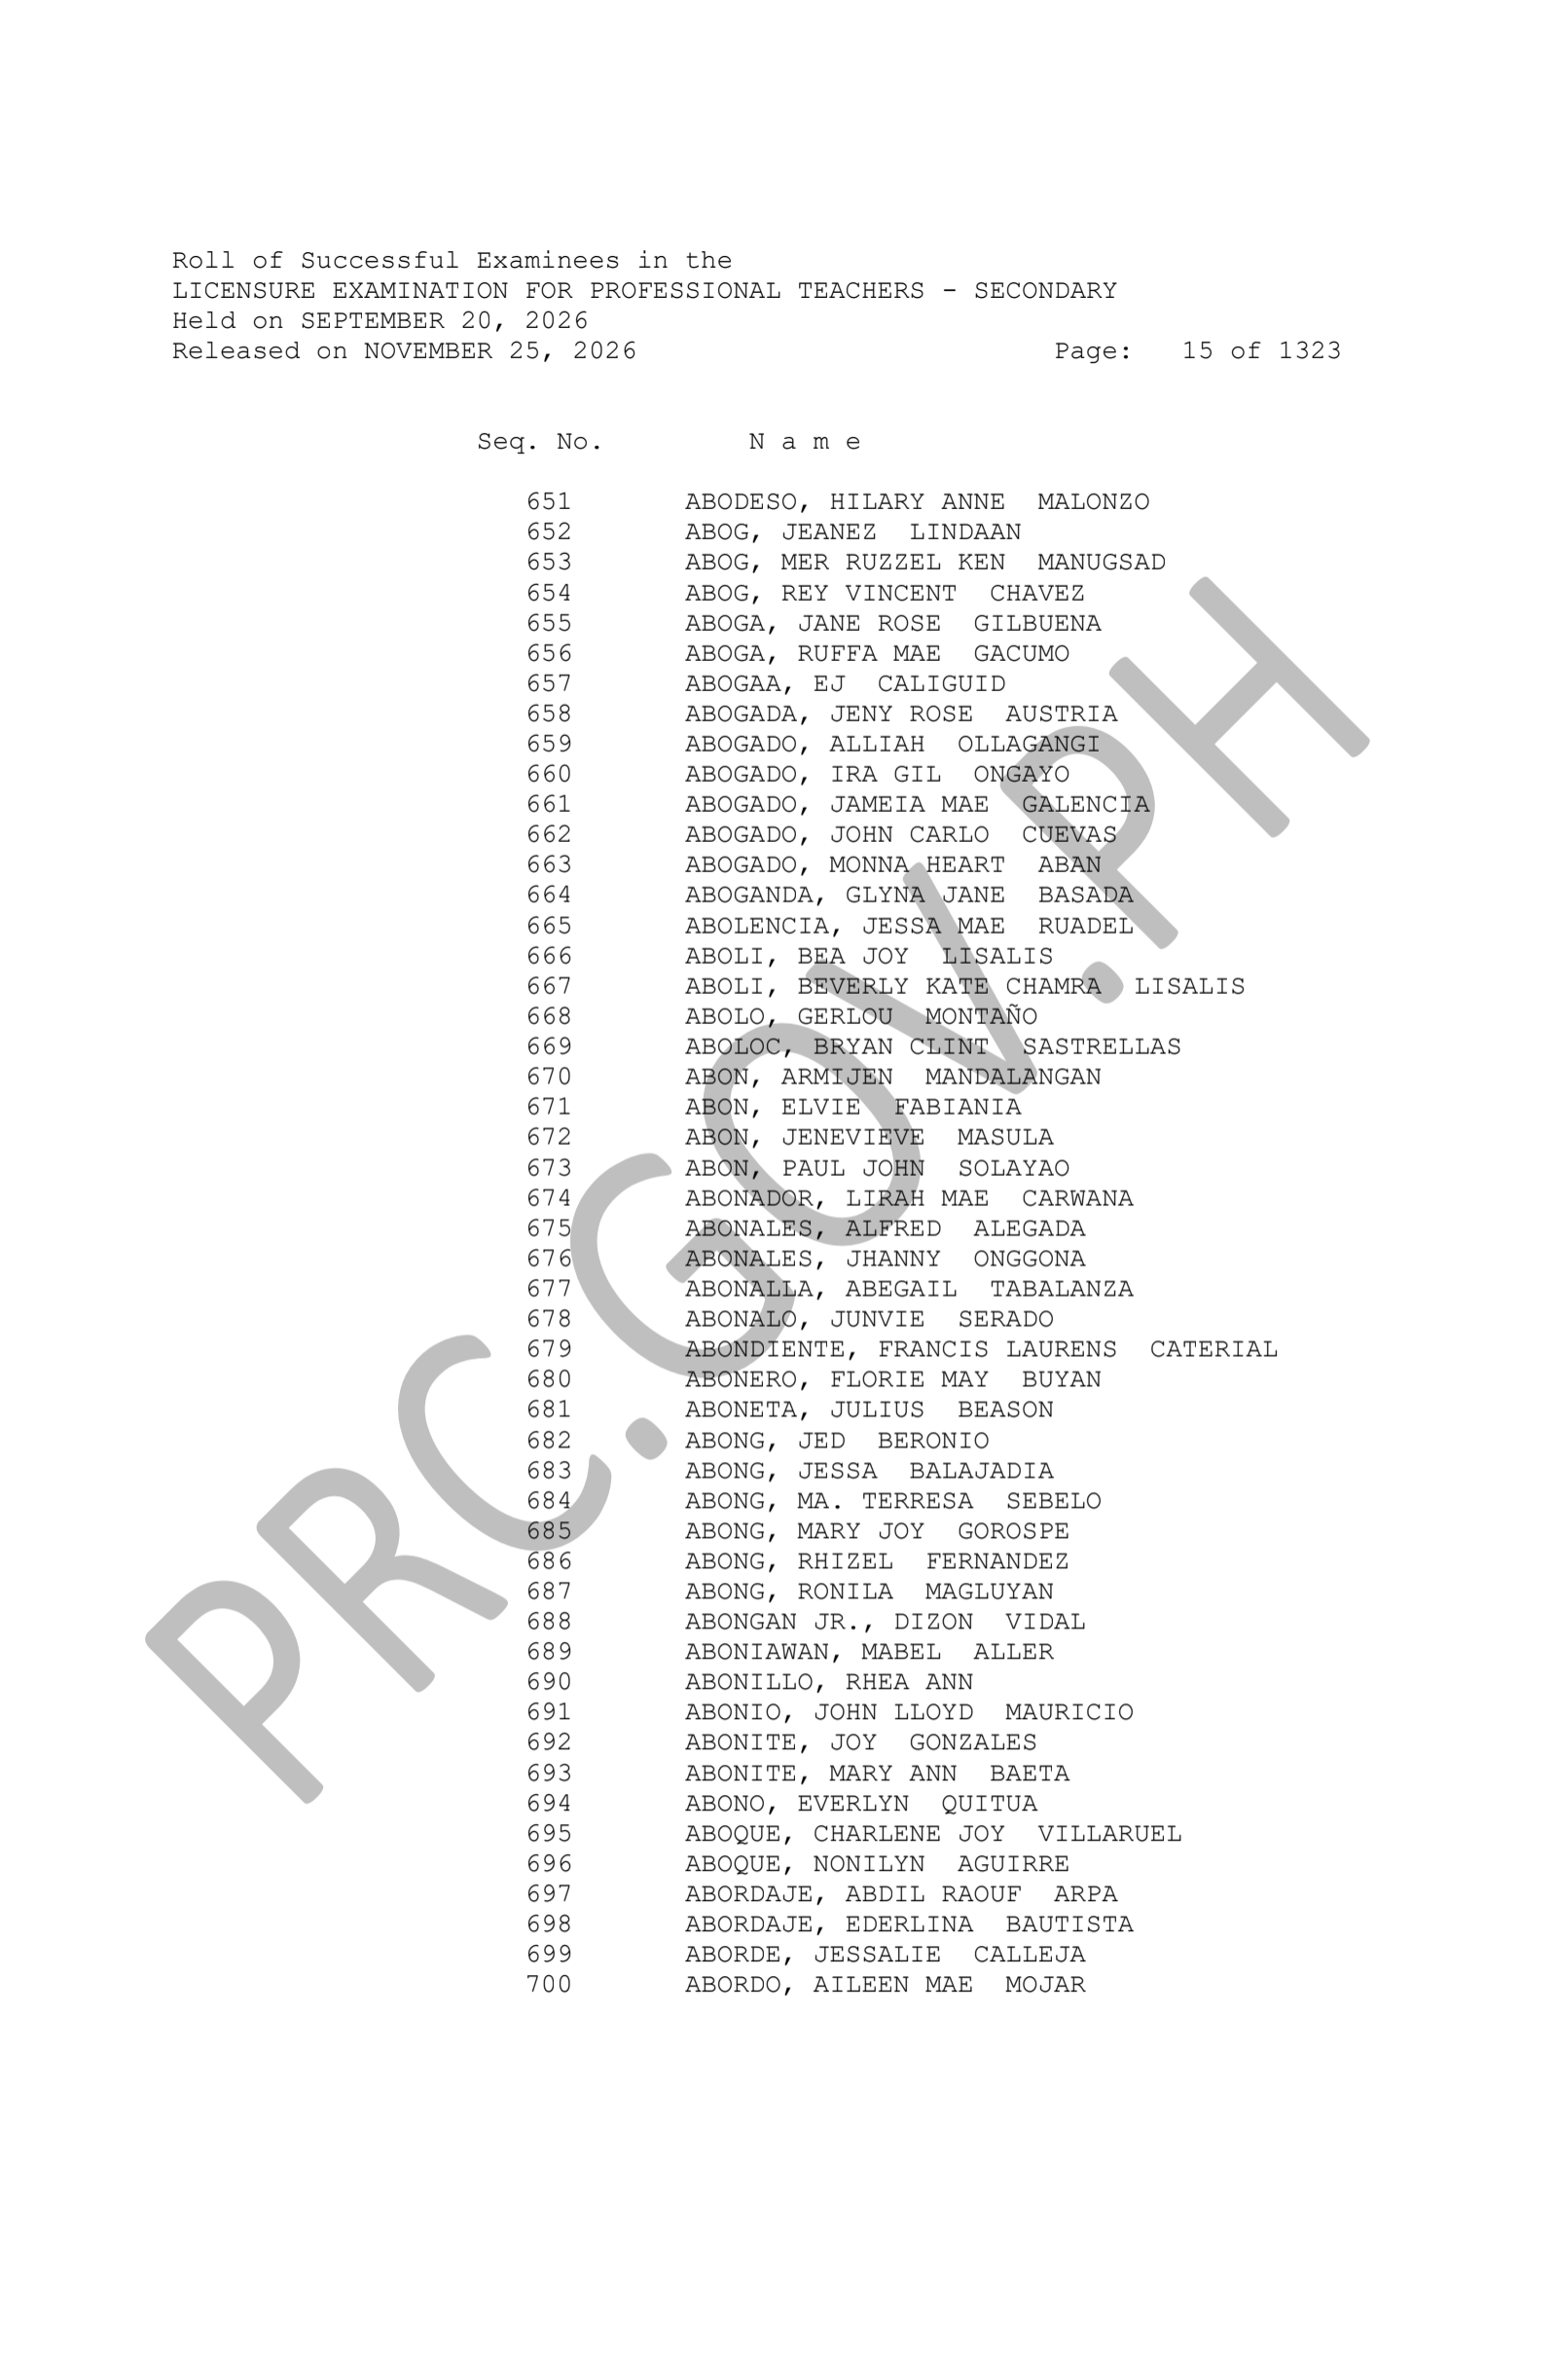 Roll of Successful Examinees in the
LICENSURE EXAMINATION FOR PROFESSIONAL TEACHERS - SECONDARY
Held on SEPTEMBER 20, 2026
Released on NOVEMBER 25, 2026 Page: 15 of 1323
Seq. No. N a m e
651 ABODESO, HILARY ANNE MALONZO
652 ABOG, JEANEZ LINDAAN
653 ABOG, MER RUZZEL KEN MANUGSAD
654 ABOG, REY VINCENT CHAVEZ
655 ABOGA, JANE ROSE GILBUENA
656 ABOGA, RUFFA MAE GACUMO
657 ABOGAA, EJ CALIGUID
658 ABOGADA, JENY ROSE AUSTRIA
659 ABOGADO, ALLIAH OLLAGANGI
660 ABOGADO, IRA GIL ONGAYO
661 ABOGADO, JAMEIA MAE GALENCIA
662 ABOGADO, JOHN CARLO CUEVAS
663 ABOGADO, MONNA HEART ABAN
664 ABOGANDA, GLYNA JANE BASADA
665 ABOLENCIA, JESSA MAE RUADEL
666 ABOLI, BEA JOY LISALIS
667 ABOLI, BEVERLY KATE CHAMRA LISALIS
668 ABOLO, GERLOU MONTAÑO
669 ABOLOC, BRYAN CLINT SASTRELLAS
670 ABON, ARMIJEN MANDALANGAN
671 ABON, ELVIE FABIANIA
672 ABON, JENEVIEVE MASULA
673 ABON, PAUL JOHN SOLAYAO
674 ABONADOR, LIRAH MAE CARWANA
675 ABONALES, ALFRED ALEGADA
676 ABONALES, JHANNY ONGGONA
677 ABONALLA, ABEGAIL TABALANZA
678 ABONALO, JUNVIE SERADO
679 ABONDIENTE, FRANCIS LAURENS CATERIAL
680 ABONERO, FLORIE MAY BUYAN
681 ABONETA, JULIUS BEASON
682 ABONG, JED BERONIO
683 ABONG, JESSA BALAJADIA
684 ABONG, MA. TERRESA SEBELO
685 ABONG, MARY JOY GOROSPE
686 ABONG, RHIZEL FERNANDEZ
687 ABONG, RONILA MAGLUYAN
688 ABONGAN JR., DIZON VIDAL
689 ABONIAWAN, MABEL ALLER
690 ABONILLO, RHEA ANN
691 ABONIO, JOHN LLOYD MAURICIO
692 ABONITE, JOY GONZALES
693 ABONITE, MARY ANN BAETA
694 ABONO, EVERLYN QUITUA
695 ABOQUE, CHARLENE JOY VILLARUEL
696 ABOQUE, NONILYN AGUIRRE
697 ABORDAJE, ABDIL RAOUF ARPA
698 ABORDAJE, EDERLINA BAUTISTA
699 ABORDE, JESSALIE CALLEJA
700 ABORDO, AILEEN MAE MOJAR
PRC.GOV.PH